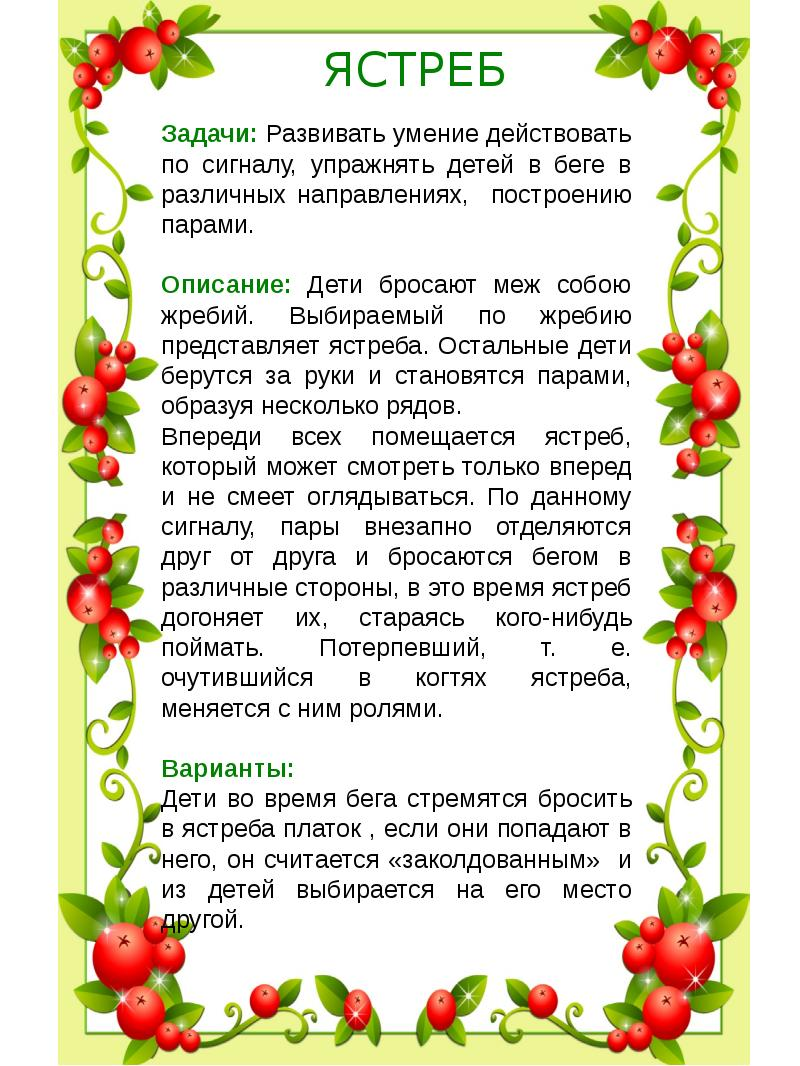 ЯСТРЕБ
Задачи: Развивать умение действовать
по сигналу, упражнять детей в беге в
различных направлениях, построению
парами.
Описание: Дети бросают меж собою
жребий. Выбираемый по жребию
представляет ястреба. Остальные дети
берутся за руки и становятся парами,
образуя несколько рядов.
Впереди всех помещается ястреб,
который может смотреть только вперед
и не смеет оглядываться. По данному
сигналу, пары внезапно отделяются
друг от друга и бросаются бегом в
различные стороны, в это время ястреб
догоняет их, стараясь кого-нибудь
поймать. Потерпевший, т. е.
очутившийся в когтях ястреба,
меняется с ним ролями.
Варианты:
Дети во время бега стремятся бросить
в ястреба платок , если они попадают в
него, он считается «заколдованным» и
из детей выбирается на его место
другой.